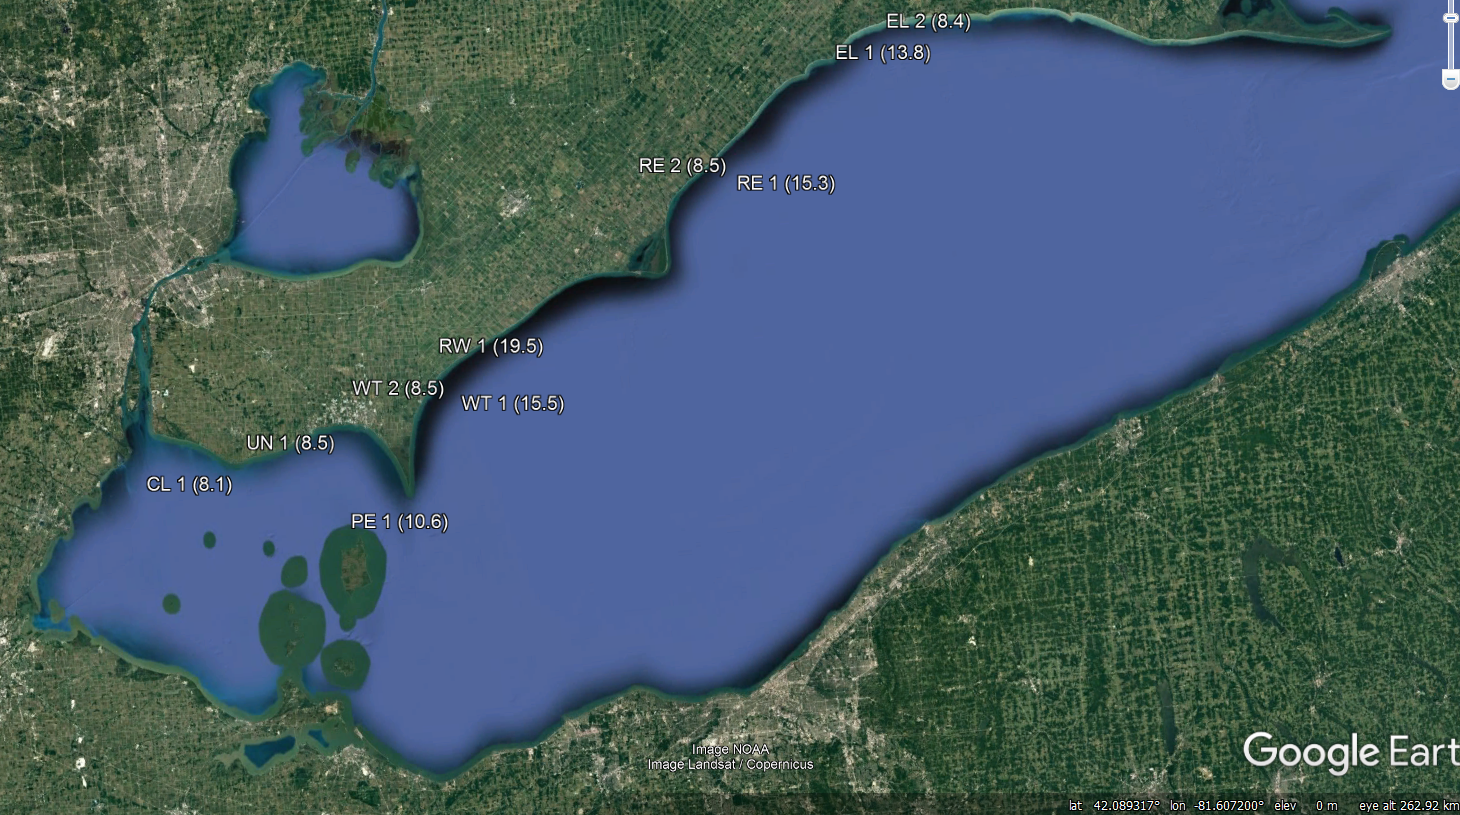 EL 2 (8.4)
EL 1 (13.8)
RE 2 (8.5)
RE 1 (15.3)
RW 1 (19.5)
WT 2 (8.5)
WT 1 (15.5)
UN 1 (8.5)
CL 1 (8.1)
PE 1 (10.6)
Image NOAA
Image Landsat / Copernicus
Google Eart
lat 42.089317° lon -81.607200° elev 0 m eye alt 262.92 km